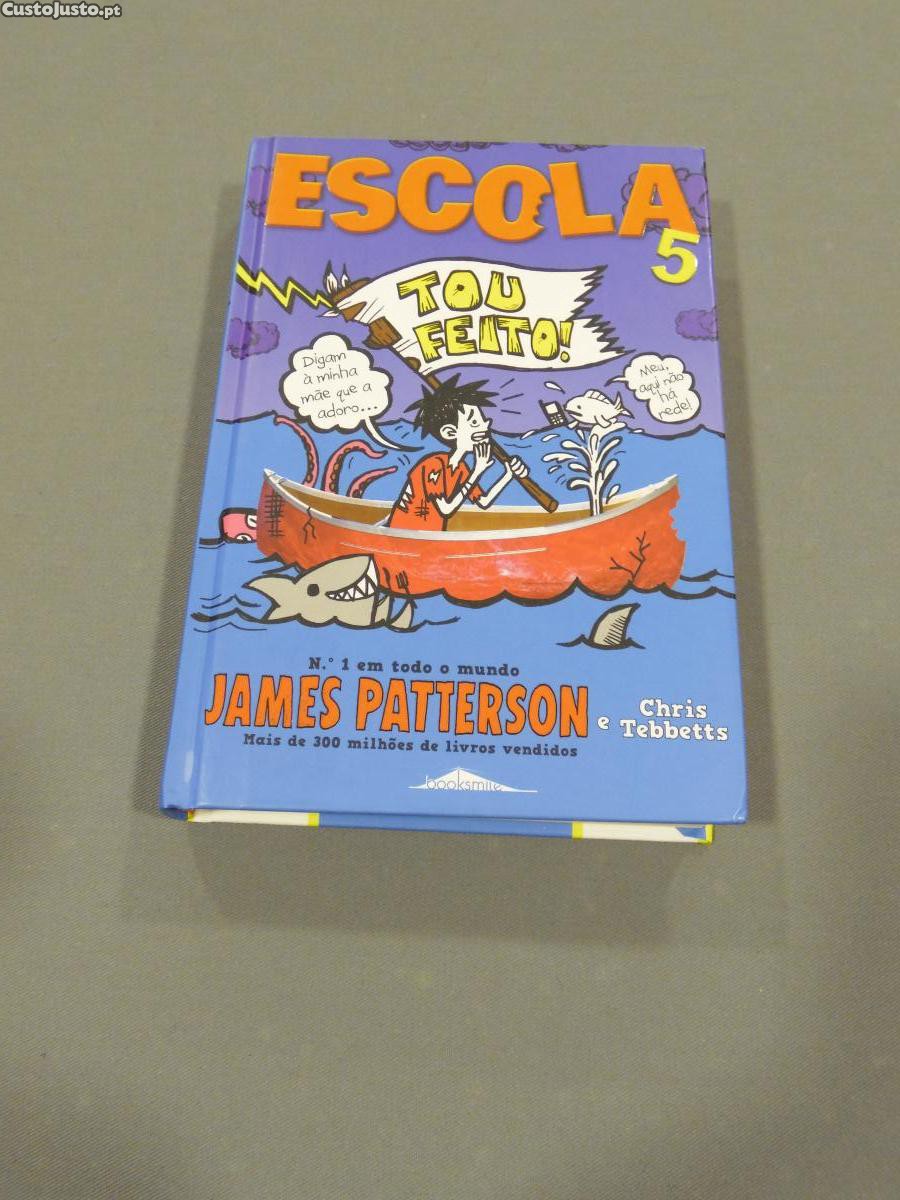 CustoJusto.pt
ESCOLA
5
TOU
FEITO!
Digam
à minha
mãe que a
adoro...
Meu,
aqui não
há
rede!
N.º 1 em todo o mundo
JAMES PATTERSON
e Chris
Tebbetts
Mais de 300 milhões de livros vendidos
booksmile